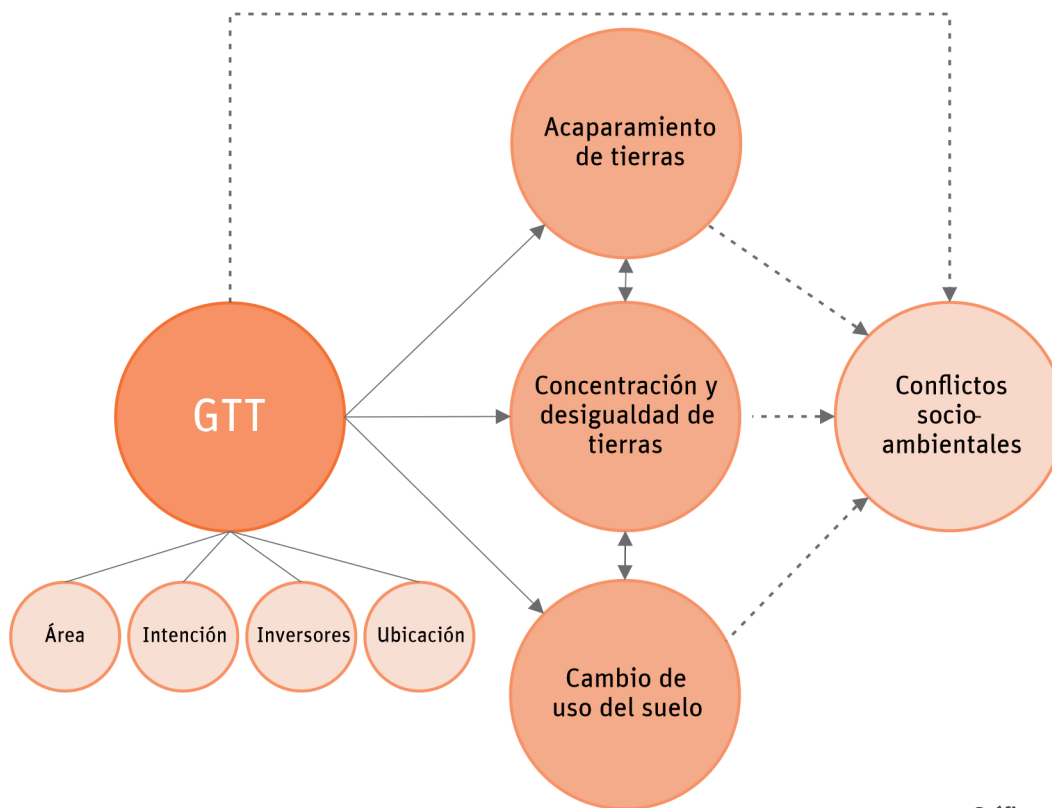 Acaparamiento
de tierras
GTT
Concentración y
desigualdad de
tierras
Conflictos
socio-
ambientales
Área
Intención
Inversores
Ubicación
Cambio de
uso del suelo